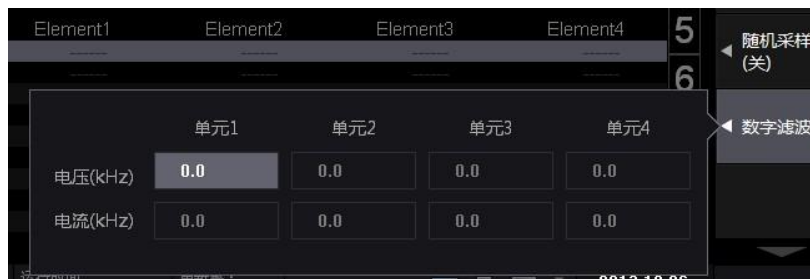 Element1 Element2 Element3 Element4
5
6
随机采样
(关)
数字滤波
单元1 单元2 单元3 单元4
电压(kHz) 0.0 0.0 0.0 0.0
电流(kHz) 0.0 0.0 0.0 0.0